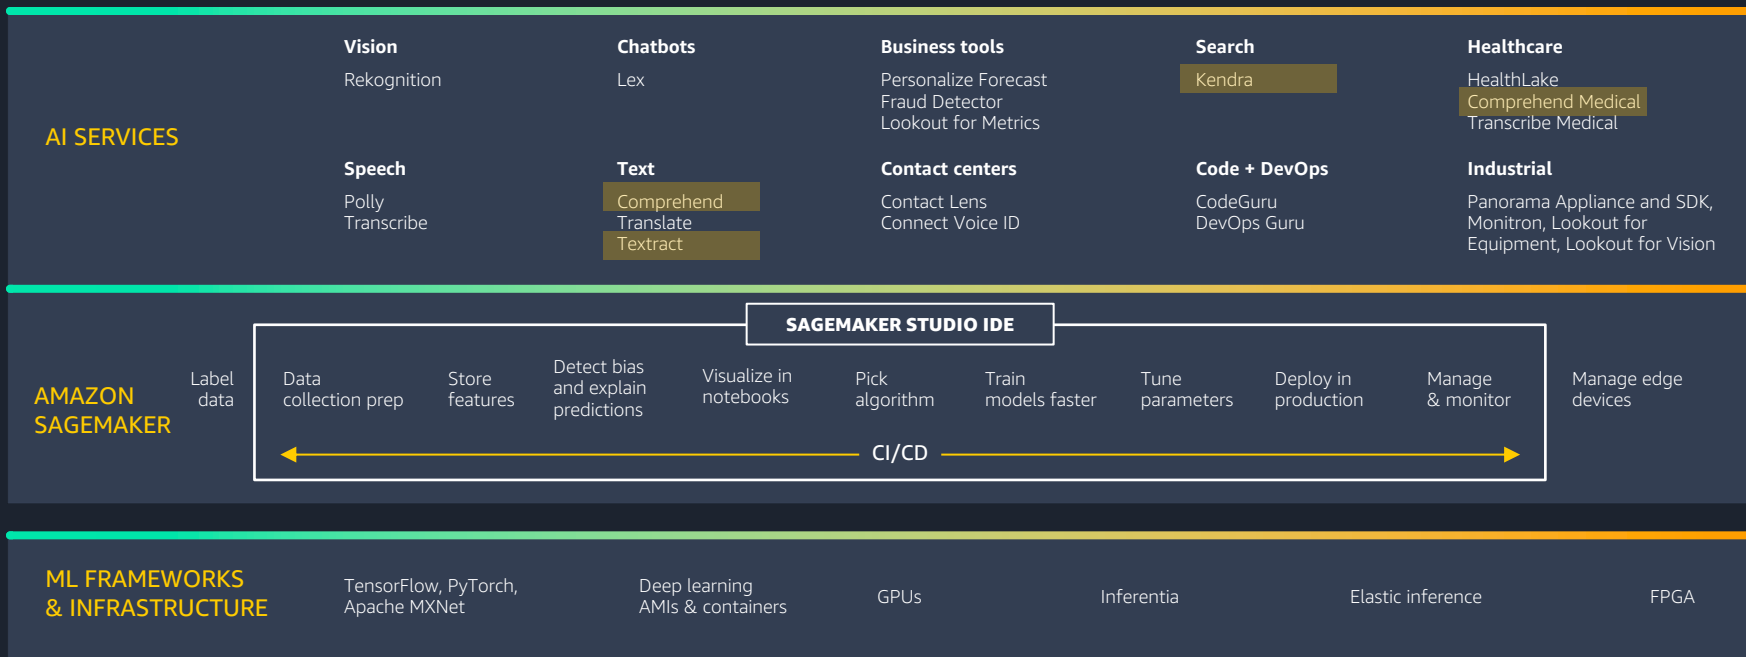 AI SERVICES
Vision
Rekognition
Chatbots
Lex
Business tools
Personalize Forecast
Fraud Detector
Lookout for Metrics
Search
Kendra
Healthcare
HealthLake
Comprehend Medical
Transcribe Medical
Speech
Polly
Transcribe
Text
Comprehend
Translate
Textract
Contact centers
Contact Lens
Connect Voice ID
Code + DevOps
CodeGuru
DevOps Guru
Industrial
Panorama Appliance and SDK,
Monitron, Lookout for
Equipment, Lookout for Vision
AMAZON
SAGEMAKER
SAGEMAKER STUDIO IDE
Label
data
Data
collection prep
Store
features
Detect bias
and explain
predictions
Visualize in
notebooks
Pick
algorithm
Train
models faster
Tune
parameters
Deploy in
production
Manage
& monitor
Manage edge
devices
CI/CD
ML FRAMEWORKS
& INFRASTRUCTURE
TensorFlow, PyTorch,
Apache MXNet
Deep learning
AMIs & containers
GPUs
Inferentia
Elastic inference
FPGA